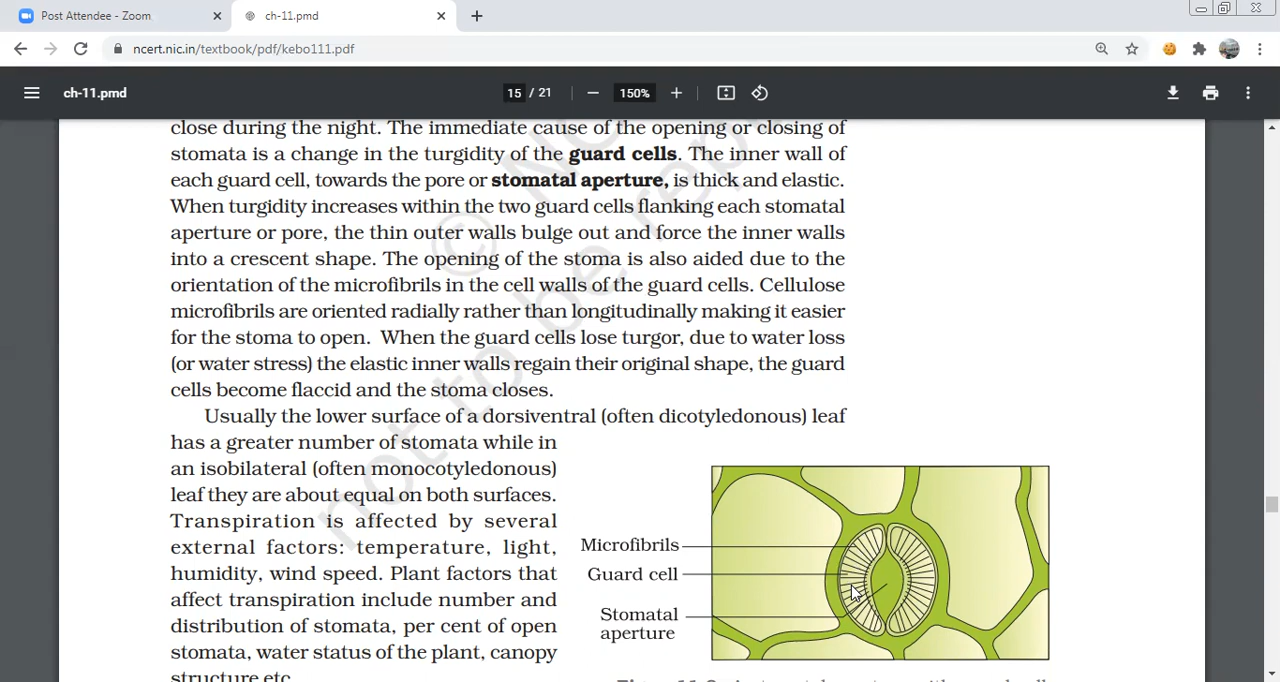 Post Attendee - Zoom
ch-11.pmd
ncert.nic.in/textbook/pdf/kebo111.pdf
ch-11.pmd
15 / 21
150%
close during the night. The immediate cause of the opening or closing of
stomata is a change in the turgidity of the guard cells. The inner wall of
each guard cell, towards the pore or stomatal aperture, is thick and elastic.
When turgidity increases within the two guard cells flanking each stomatal
aperture or pore, the thin outer walls bulge out and force the inner walls
into a crescent shape. The opening of the stoma is also aided due to the
orientation of the microfibrils in the cell walls of the guard cells. Cellulose
microfibrils are oriented radially rather than longitudinally making it easier
for the stoma to open. When the guard cells lose turgor, due to water loss
(or water stress) the elastic inner walls regain their original shape, the guard
cells become flaccid and the stoma closes.
Usually the lower surface of a dorsiventral (often dicotyledonous) leaf
has a greater number of stomata while in
an isobilateral (often monocotyledonous)
leaf they are about equal on both surfaces.
Transpiration is affected by several
external factors: temperature, light,
humidity, wind speed. Plant factors that
affect transpiration include number and
distribution of stomata, per cent of open
stomata, water status of the plant, canopy
structure etc
Microfibrils
Guard cell
Stomatal
aperture
© NC
not to be rep